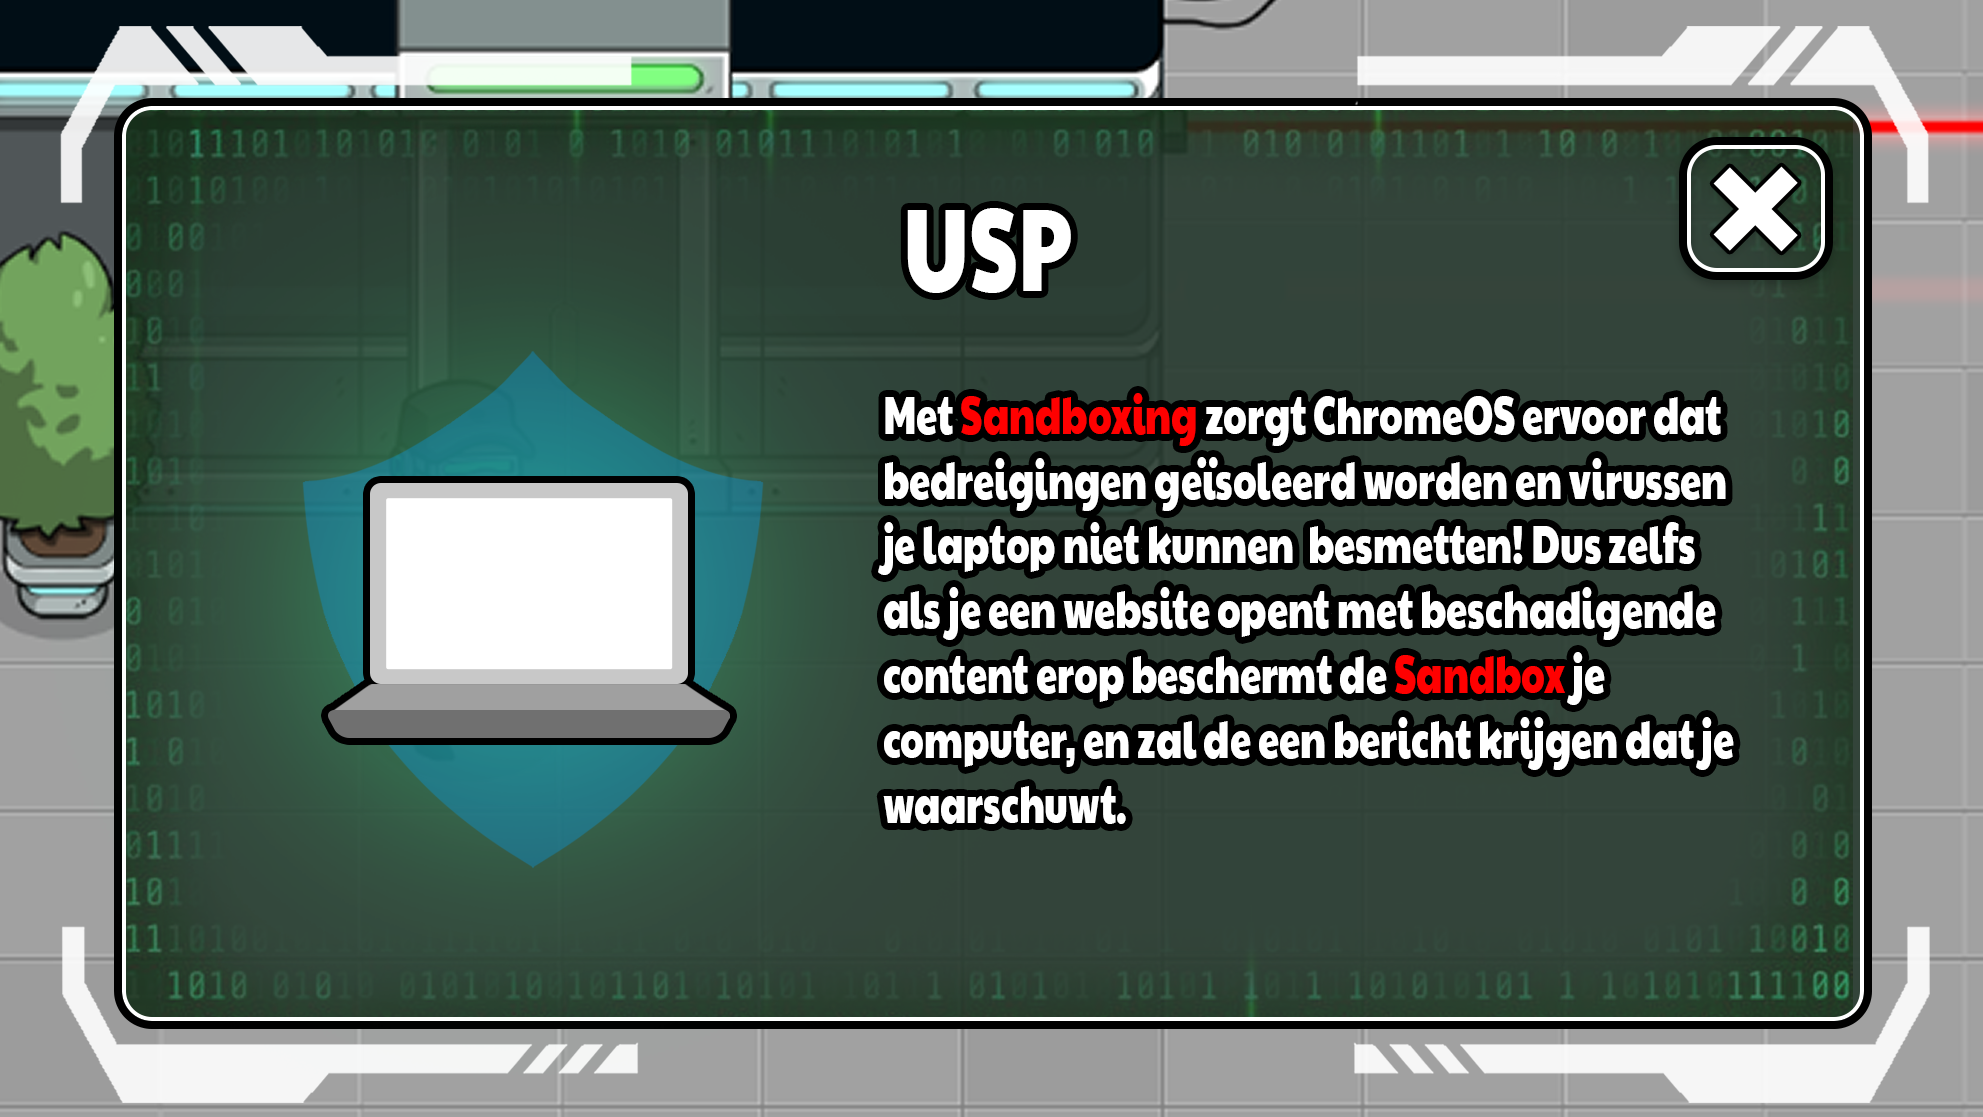 USP
Met Sandboxing zorgt ChromeOS ervoor dat
bedreigingen geïsoleerd worden en virussen
je laptop niet kunnen besmetten! Dus zelfs
als je een website opent met beschadigende
content erop beschermt de Sandbox je
computer, en zal de een bericht krijgen dat je
waarschuwt.